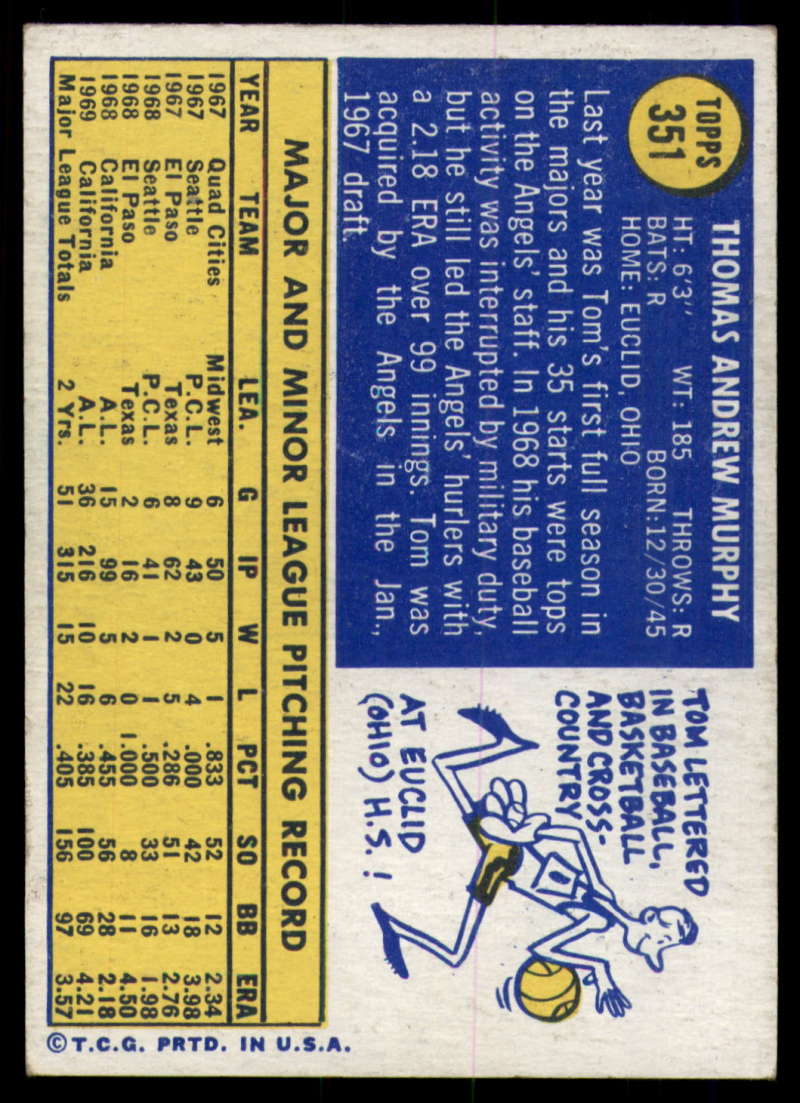 TOPPS
351
THOMAS ANDREW MURPHY
HT: 6'3" WT: 185 THROWS: R
BATS: R BORN: 12/30/45
HOME: EUCLID, OHIO
Last year was Tom's first full season in
the majors and his 35 starts were tops
on the Angels' staff. In 1968 his baseball
activity was interrupted by military duty,
but he still led the Angels' hurlers with
a 2.18 ERA over 99 innings. Tom was
acquired by the Angels in the Jan.,
1967 draft.
TOM LETTERED
IN BASEBALL,
BASKETBALL
AND CROSS-
COUNTRY
AT EUCLID
(OHIO) H.S. !
MAJOR AND MINOR LEAGUE PITCHING RECORD
YEAR TEAM LEA. G IP W L PCT SO BB ERA
1967 Quad Cities Midwest 6 50 5 1 .833 52 12 2.34
1967 Seattle P.C.L. 9 43 0 4 .000 42 18 3.98
1967 El Paso Texas 8 62 2 5 .286 51 13 2.76
1968 Seattle P.C.L. 6 41 1 1 .500 33 16 1.98
1968 El Paso Texas 2 16 2 0 1.000 8 11 4.50
1968 California A.L. 15 99 5 6 .455 56 28 2.18
1969 California A.L. 36 216 10 16 .385 100 69 4.21
Major League Totals 2 Yrs. 51 315 15 22 .405 156 97 3.57
© T.C.G. PRTD. IN U.S.A.